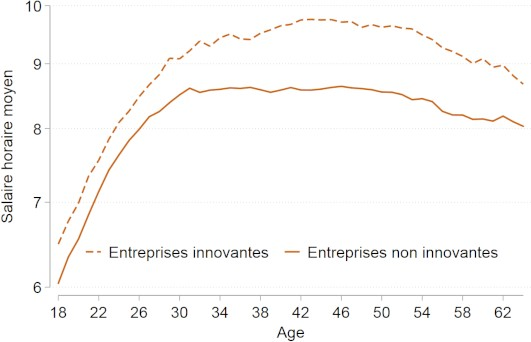 10
9
8
7
6
Salaire horaire moyen
Entreprises innovantes
Entreprises non innovantes
18 22 26 30 34 38 42 46 50 54 58 62
Age